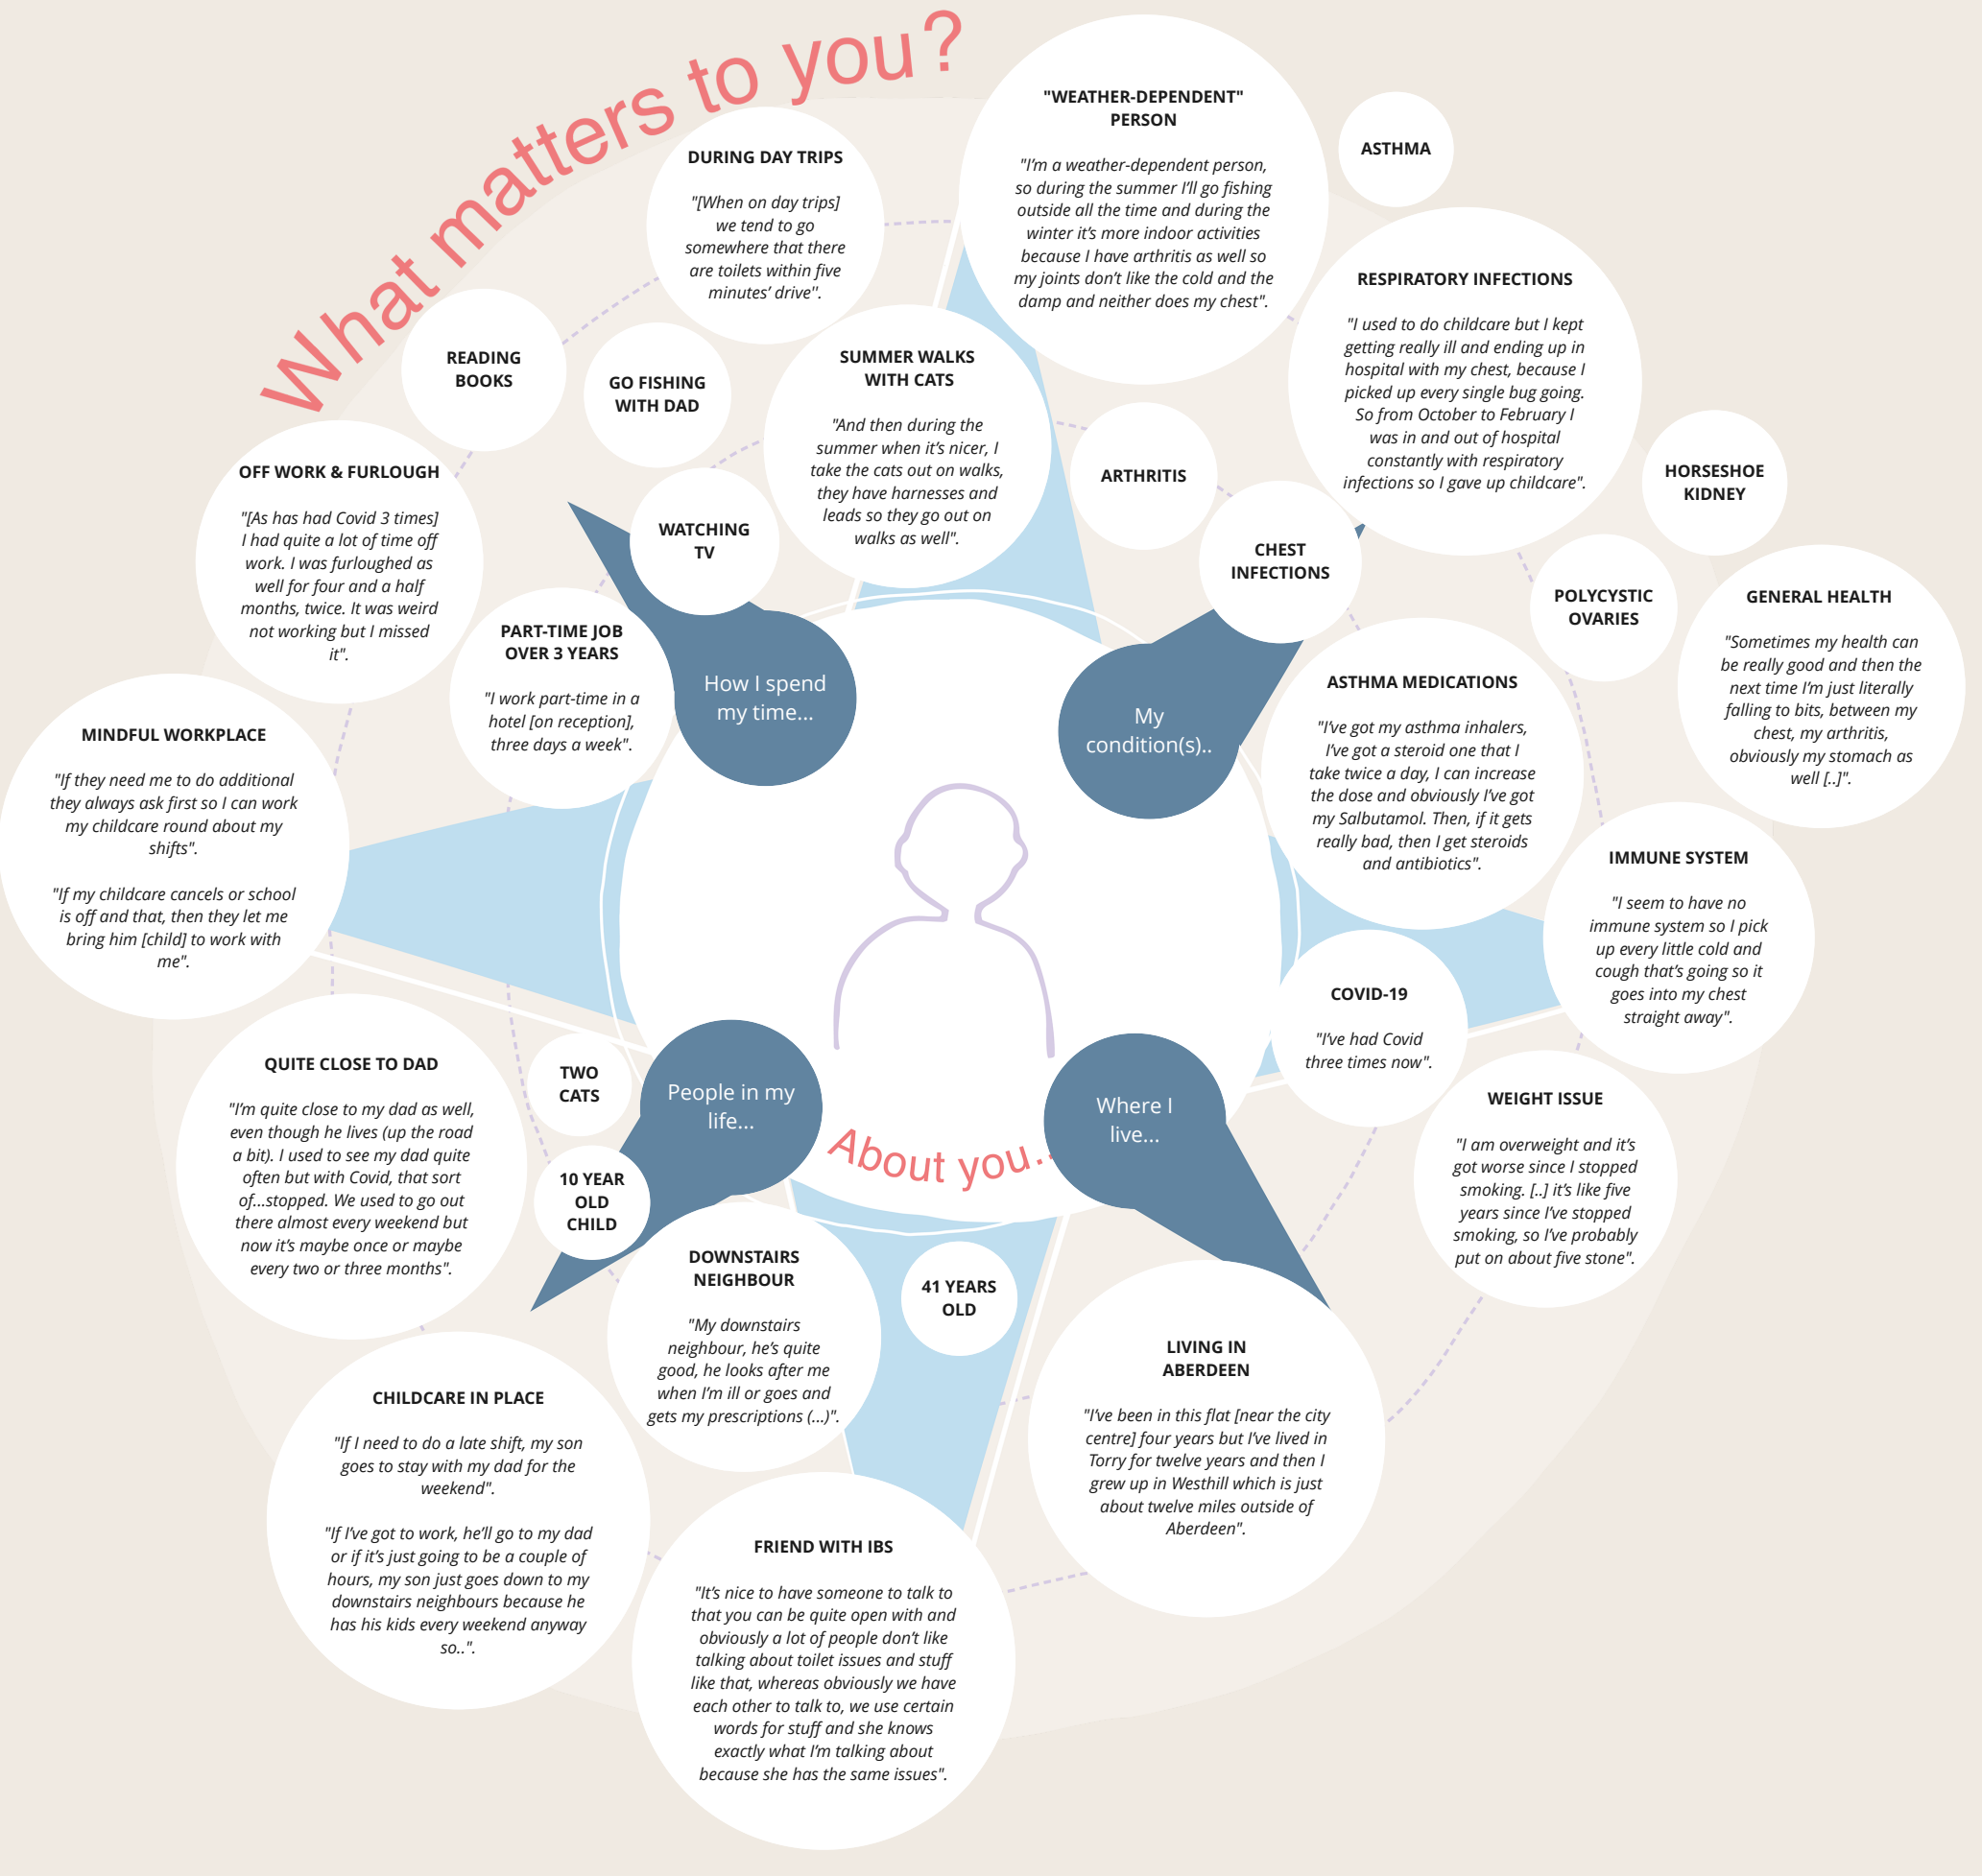 What matters to you?
"WEATHER-DEPENDENT"
PERSON
"I'm a weather-dependent person,
so during the summer I'll go fishing
outside all the time and during the
winter it's more indoor activities
because I have arthritis as well so
my joints don't like the cold and the
damp and neither does my chest".
ASTHMA
DURING DAY TRIPS
"[When on day trips]
we tend to go
somewhere that there
are toilets within five
minutes' drive".
RESPIRATORY INFECTIONS
"I used to do childcare but I kept
getting really ill and ending up in
hospital with my chest, because I
picked up every single bug going.
So from October to February I
was in and out of hospital
constantly with respiratory
infections so I gave up childcare".
READING
BOOKS
GO FISHING
WITH DAD
SUMMER WALKS
WITH CATS
"And then during the
summer when it's nicer, I
take the cats out on walks,
they have harnesses and
leads so they go out on
walks as well".
ARTHRITIS
HORSESHOE
KIDNEY
OFF WORK & FURLOUGH
"[As has had Covid 3 times]
I had quite a lot of time off
work. I was furloughed as
well for four and a half
months, twice. It was weird
not working but I missed
it".
WATCHING
TV
CHEST
INFECTIONS
POLYCYSTIC
OVARIES
GENERAL HEALTH
"Sometimes my health can
be really good and then the
next time I'm just literally
falling to bits, between my
chest, my arthritis,
obviously my stomach as
well [..]".
PART-TIME JOB
OVER 3 YEARS
"I work part-time in a
hotel [on reception],
three days a week".
How I spend
my time...
My
condition(s)..
ASTHMA MEDICATIONS
"I've got my asthma inhalers,
I've got a steroid one that I
take twice a day, I can increase
the dose and obviously I've got
my Salbutamol. Then, if it gets
really bad, then I get steroids
and antibiotics".
MINDFUL WORKPLACE
"If they need me to do additional
they always ask first so I can work
my childcare round about my
shifts".
"If my childcare cancels or school
is off and that, then they let me
bring him [child] to work with
me".
IMMUNE SYSTEM
"I seem to have no
immune system so I pick
up every little cold and
cough that's going so it
goes into my chest
straight away".
COVID-19
"I've had Covid
three times now".
QUITE CLOSE TO DAD
"I'm quite close to my dad as well,
even though he lives (up the road
a bit). I used to see my dad quite
often but with Covid, that sort
of...stopped. We used to go out
there almost every weekend but
now it's maybe once or maybe
every two or three months".
TWO
CATS
People in my
life...
About you..
Where I
live...
WEIGHT ISSUE
"I am overweight and it's
got worse since I stopped
smoking. [..] it's like five
years since I've stopped
smoking, so I've probably
put on about five stone".
10 YEAR
OLD
CHILD
DOWNSTAIRS
NEIGHBOUR
"My downstairs
neighbour, he's quite
good, he looks after me
when I'm ill or goes and
gets my prescriptions (...)".
41 YEARS
OLD
LIVING IN
ABERDEEN
"I've been in this flat [near the city
centre] four years but I've lived in
Torry for twelve years and then I
grew up in Westhill which is just
about twelve miles outside of
Aberdeen".
CHILDCARE IN PLACE
"If I need to do a late shift, my son
goes to stay with my dad for the
weekend".
"If I've got to work, he'll go to my dad
or if it's just going to be a couple of
hours, my son just goes down to my
downstairs neighbours because he
has his kids every weekend anyway
so..".
FRIEND WITH IBS
"It's nice to have someone to talk to
that you can be quite open with and
obviously a lot of people don't like
talking about toilet issues and stuff
like that, whereas obviously we have
each other to talk to, we use certain
words for stuff and she knows
exactly what I'm talking about
because she has the same issues".